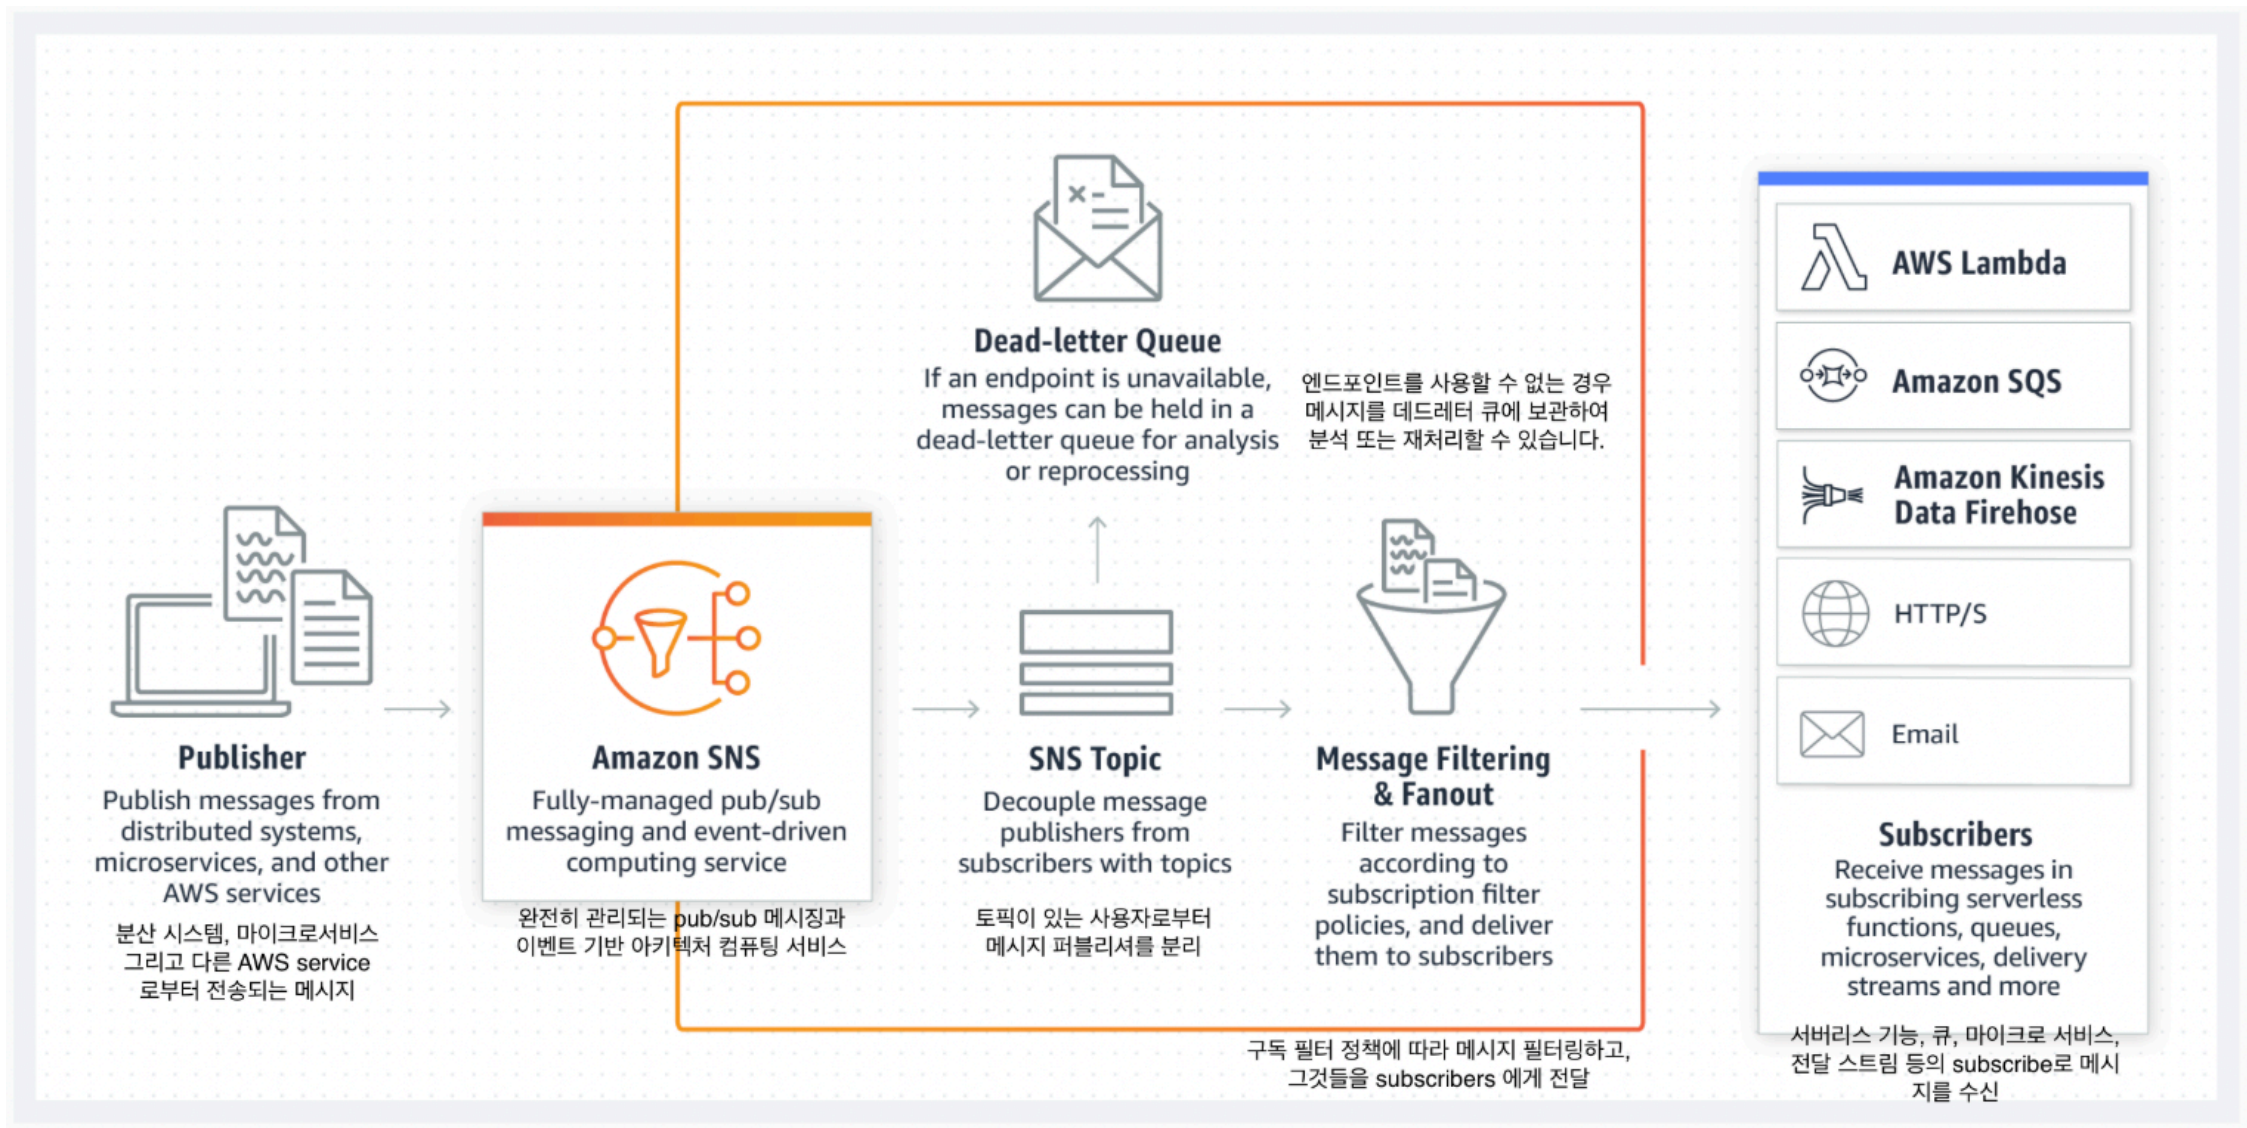 Publisher
Publish messages from
distributed systems,
microservices, and other
AWS services
분산 시스템, 마이크로서비스
그리고 다른 AWS service
로부터 전송되는 메시지
Amazon SNS
Fully-managed pub/sub
messaging and event-driven
computing service
완전히 관리되는 pub/sub 메시징과
이벤트 기반 아키텍처 컴퓨팅 서비스
Dead-letter Queue
If an endpoint is unavailable,
messages can be held in a
dead-letter queue for analysis
or reprocessing
엔드포인트를 사용할 수 없는 경우
메시지를 데드레터 큐에 보관하여
분석 또는 재처리할 수 있습니다.
SNS Topic
Decouple message
publishers from
subscribers with topics
토픽이 있는 사용자로부터
메시지 퍼블리셔를 분리
Message Filtering
& Fanout
Filter messages
according to
subscription filter
policies, and deliver
them to subscribers
구독 필터 정책에 따라 메시지 필터링하고,
그것들을 subscribers 에게 전달
AWS Lambda
Amazon SQS
Amazon Kinesis
Data Firehose
HTTP/S
Email
Subscribers
Receive messages in
subscribing serverless
functions, queues,
microservices, delivery
streams and more
서버리스 기능, 큐, 마이크로 서비스,
전달 스트림 등의 subscribe로 메시
지를 수신